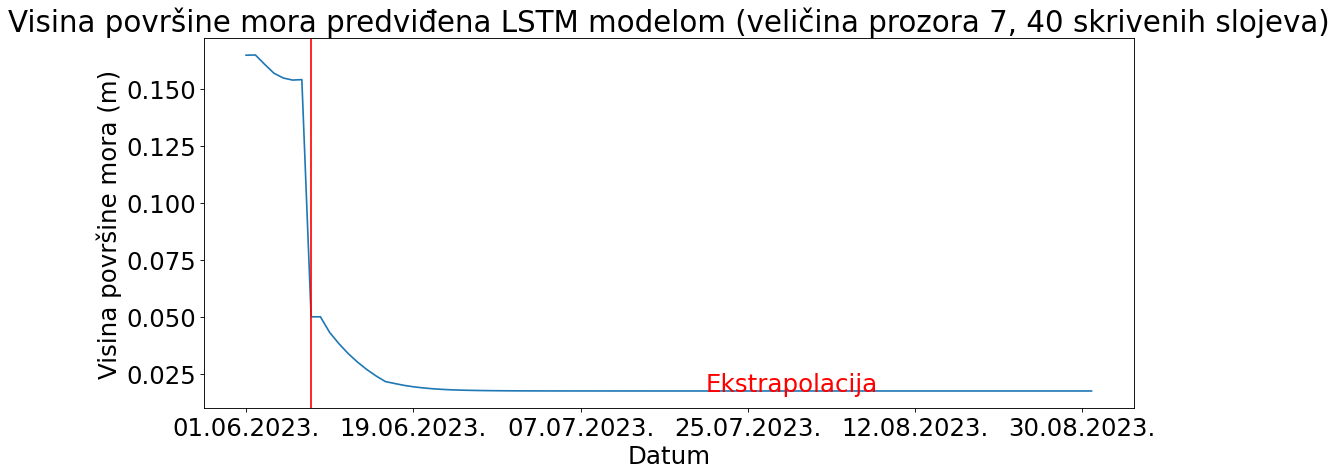 Visina površine mora predviđena LSTM modelom (veličina prozora 7, 40 skrivenih slojeva)
Visina površine mora (m)
0.150
0.125
0.100
0.075
0.050
0.025
Ekstrapolacija
01.06.2023. 19.06.2023. 07.07.2023. 25.07.2023. 12.08.2023. 30.08.2023.
Datum